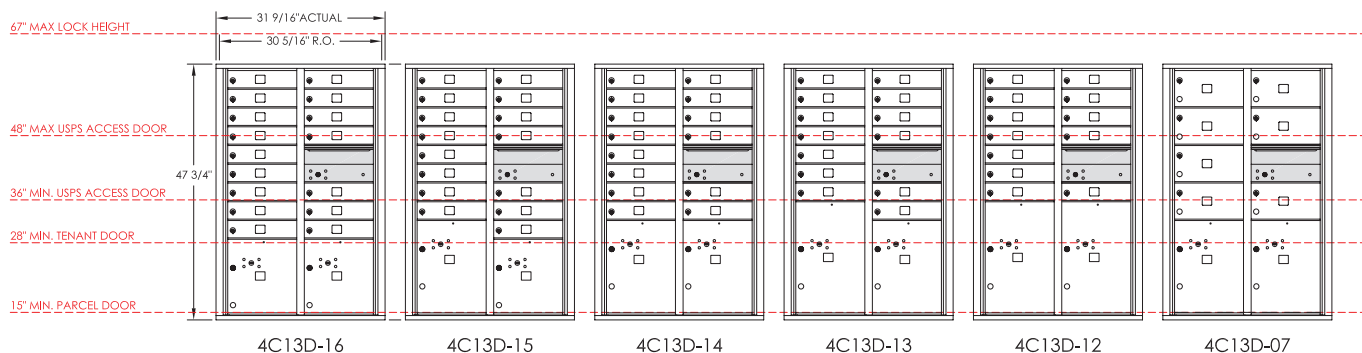 31 9/16"ACTUAL
67" MAX LOCK HEIGHT
30 5/16" R.O.
48" MAX USPS ACCESS DOOR
47 3/4"
36" MIN. USPS ACCESS DOOR
28" MIN. TENANT DOOR
15" MIN. PARCEL DOOR
4C13D-16
4C13D-15
4C13D-14
4C13D-13
4C13D-12
4C13D-07